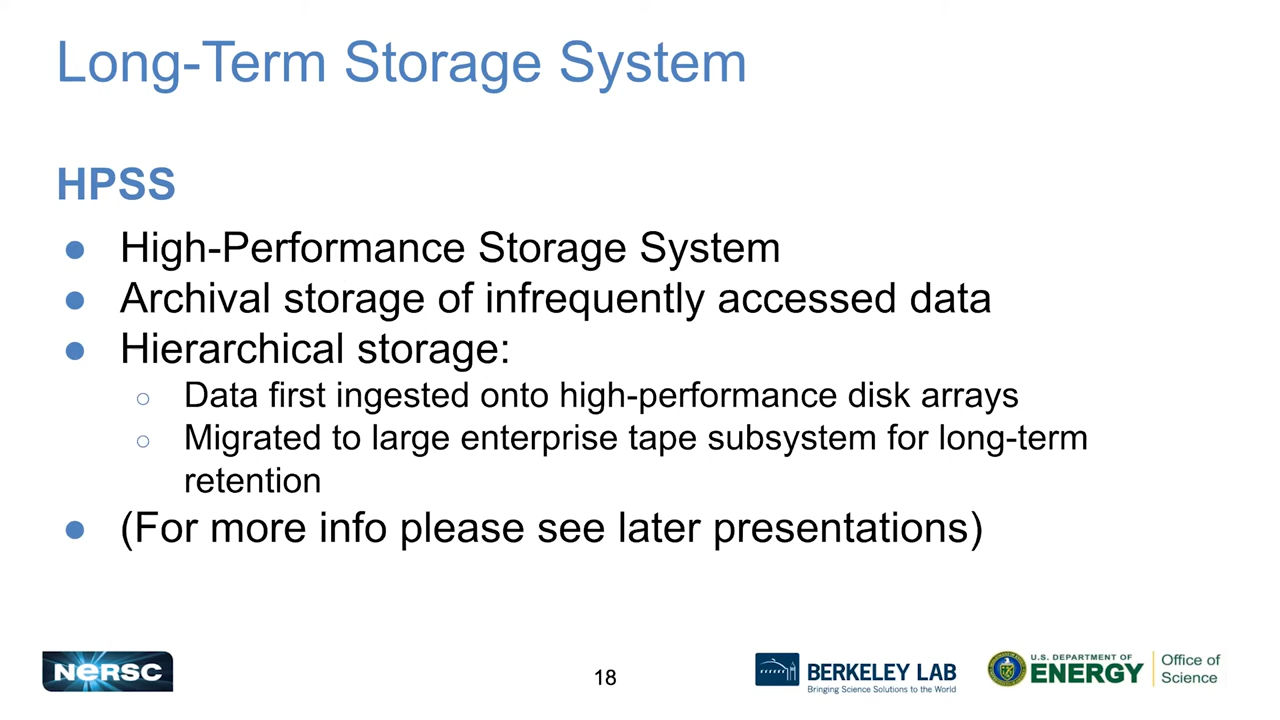 Long-Term Storage System
HPSS
● High-Performance Storage System
● Archival storage of infrequently accessed data
● Hierarchical storage:
○ Data first ingested onto high-performance disk arrays
○ Migrated to large enterprise tape subsystem for long-term
retention
● (For more info please see later presentations)
NERSC
18
BERKELEY LAB
Bringing Science Solutions to the World
U.S. DEPARTMENT OF
ENERGY
Office of
Science